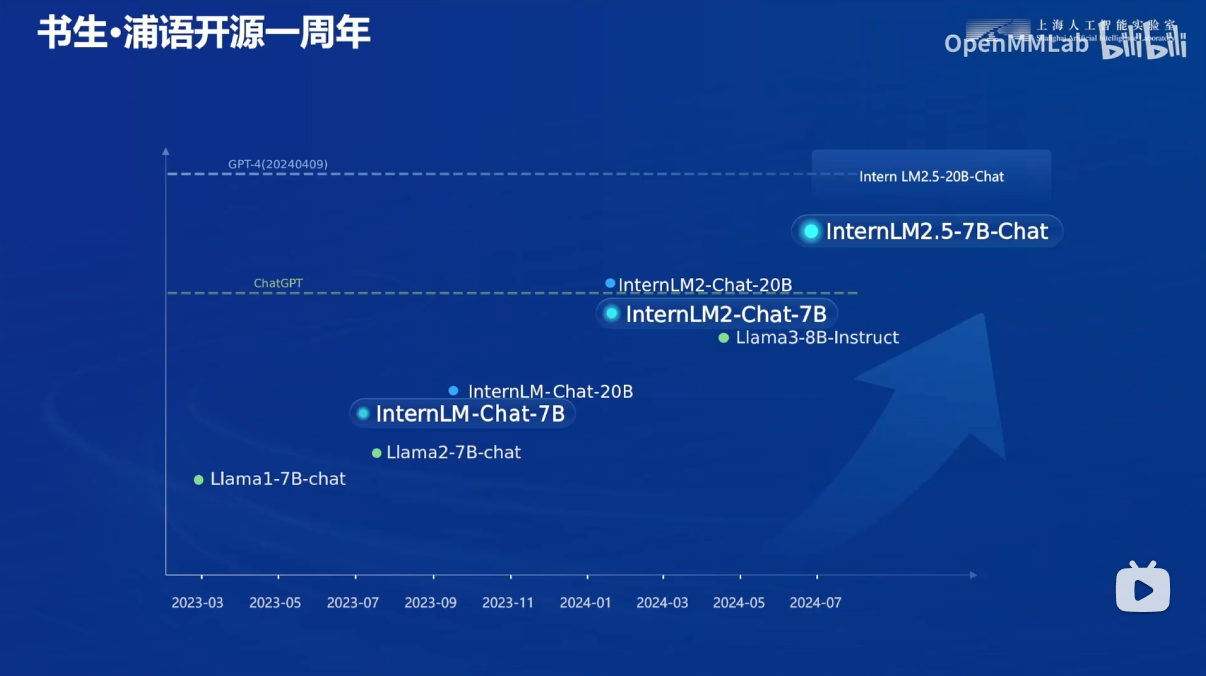 书生·浦语开源一周年
上海人工智能实验室
Shanghai Artificial Intelligence Laboratory
OpenMMLab
bilibili
GPT-4(20240409)
Intern LM2.5-20B-Chat
InternLM2.5-7B-Chat
ChatGPT
InternLM2-Chat-20B
InternLM2-Chat-7B
Llama3-8B-Instruct
InternLM-Chat-20B
InternLM-Chat-7B
Llama2-7B-chat
Llama1-7B-chat
2023-03 2023-05 2023-07 2023-09 2023-11 2024-01 2024-03 2024-05 2024-07